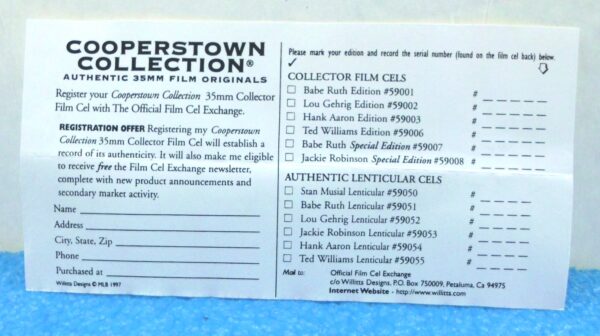 COOPERSTOWN
COLLECTION®
AUTHENTIC 35MM FILM ORIGINALS
Register your Cooperstown Collection 35mm Collector
Film Cel with The Official Film Cel Exchange.
REGISTRATION OFFER Registering my Cooperstown
Collection 35mm Collector Film Cel will establish a
record of its authenticity. It will also make me eligible
to receive free the Film Cel Exchange newsletter,
complete with new product announcements and
secondary market activity.
Name
Address
City, State, Zip
Phone
Purchased at
Willitts Designs © MLB 1997
Please mark your edition and record the serial number (found on the film cel back) below.
✓
COLLECTOR FILM CELS
☐ Babe Ruth Edition #59001 # _ _ _ _ _
☐ Lou Gehrig Edition #59002 # _ _ _ _ _
☐ Hank Aaron Edition #59003 # _ _ _ _ _
☐ Ted Williams Edition #59006 # _ _ _ _ _
☐ Babe Ruth Special Edition #59007 # _ _ _ _ _
☐ Jackie Robinson Special Edition #59008 # _ _ _ _ _
AUTHENTIC LENTICULAR CELS
☐ Stan Musial Lenticular #59050 # _ _ _ _
☐ Babe Ruth Lenticular #59051 # _ _ _ _
☐ Lou Gehrig Lenticular #59052 # _ _ _ _
☐ Jackie Robinson Lenticular #59053 # _ _ _ _
☐ Hank Aaron Lenticular #59054 # _ _ _ _
☐ Ted Williams Lenticular #59055 # _ _ _ _
Mail to: Official Film Cel Exchange
c/o Willitts Designs, P.O. Box 750009, Petaluma, CA 94975
Internet Website - http://www.willitts.com